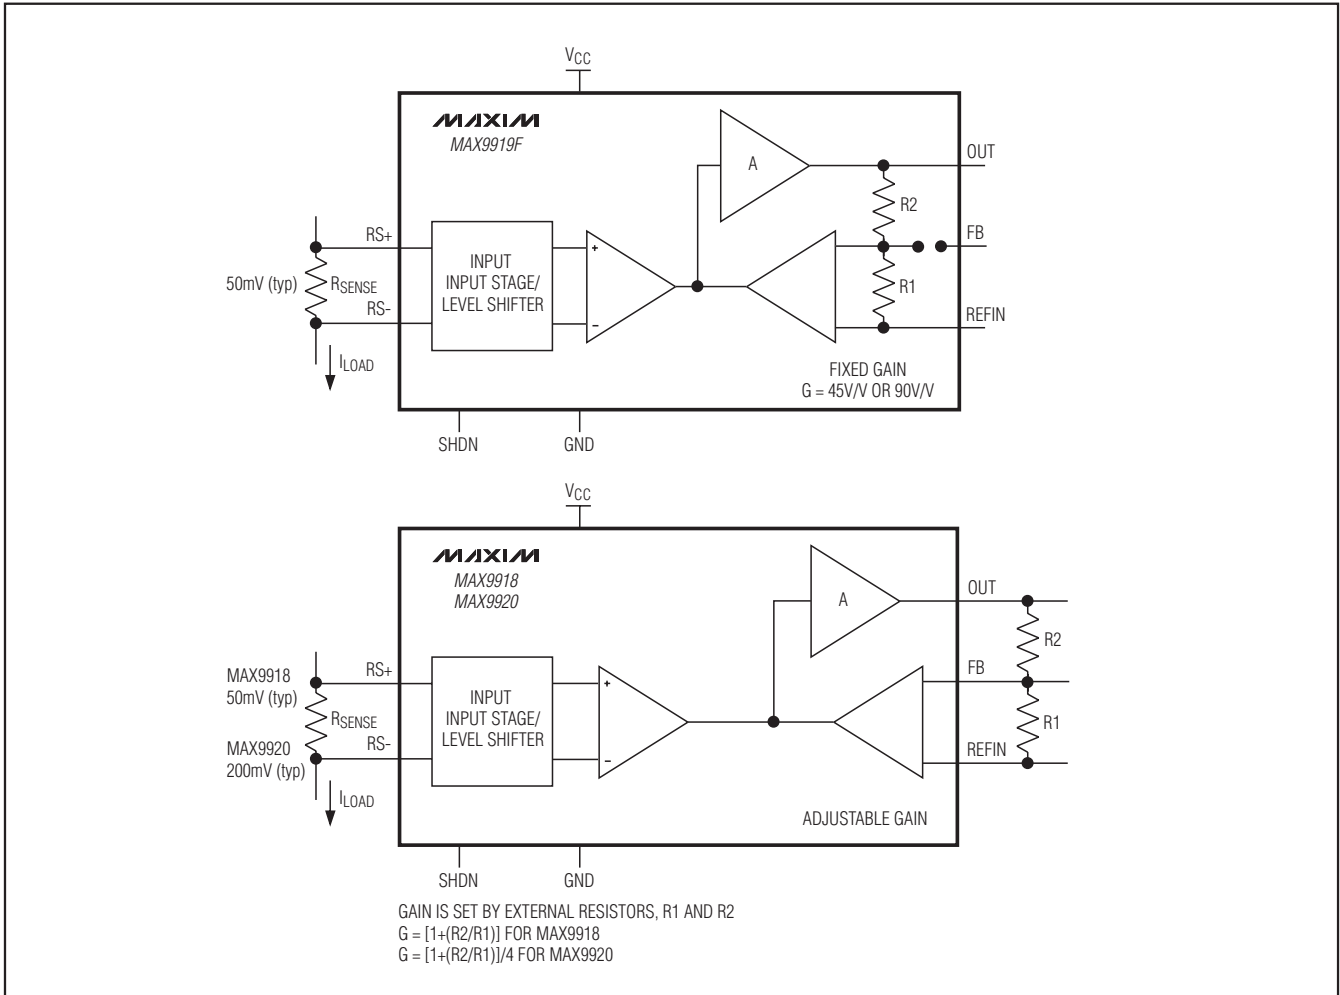 VCC
MAXIM
MAX9919F
A
OUT
R2
RS+
FB
INPUT
INPUT STAGE/
LEVEL SHIFTER
+
-
50mV (typ)
RSENSE
R1
RS-
REFIN
ILOAD
FIXED GAIN
G = 45V/V OR 90V/V
SHDN
GND
VCC
MAXIM
MAX9918
MAX9920
A
OUT
R2
MAX9918
50mV (typ)
RS+
FB
INPUT
INPUT STAGE/
LEVEL SHIFTER
+
-
RSENSE
R1
MAX9920
200mV (typ)
RS-
REFIN
ILOAD
ADJUSTABLE GAIN
SHDN
GND
GAIN IS SET BY EXTERNAL RESISTORS, R1 AND R2
G = [1+(R2/R1)] FOR MAX9918
G = [1+(R2/R1)]/4 FOR MAX9920